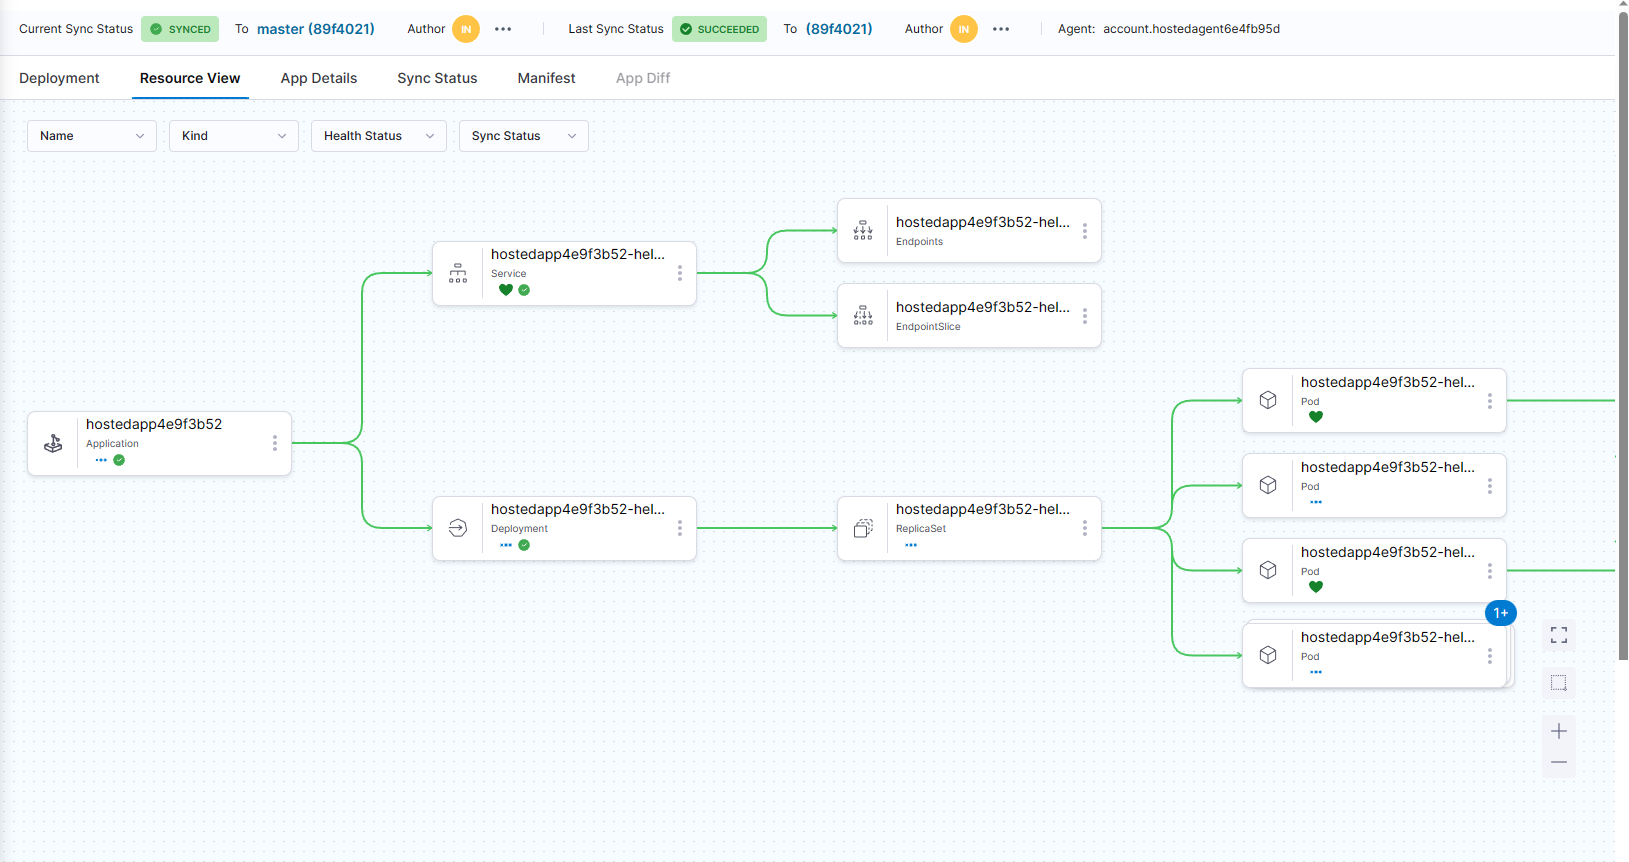 Current Sync Status SYNCED To master (89f4021) Author IN Last Sync Status SUCCEEDED To (89f4021) Author IN Agent: account.hostedagent6e4fb95d
Deployment Resource View App Details Sync Status Manifest App Diff
Name Kind Health Status Sync Status
hostedapp4e9f3b52-hel...
Endpoints
hostedapp4e9f3b52-hel...
Service
hostedapp4e9f3b52-hel...
EndpointSlice
hostedapp4e9f3b52-hel...
Pod
hostedapp4e9f3b52
Application
hostedapp4e9f3b52-hel...
Pod
hostedapp4e9f3b52-hel...
Deployment
hostedapp4e9f3b52-hel...
ReplicaSet
hostedapp4e9f3b52-hel...
Pod
1+
hostedapp4e9f3b52-hel...
Pod